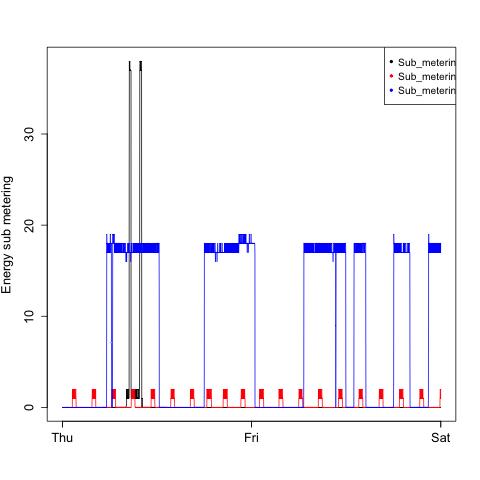 Sub_meterin
Sub_meterin
Sub_meterin
Energy sub metering
30
20
10
0
Thu Fri Sat